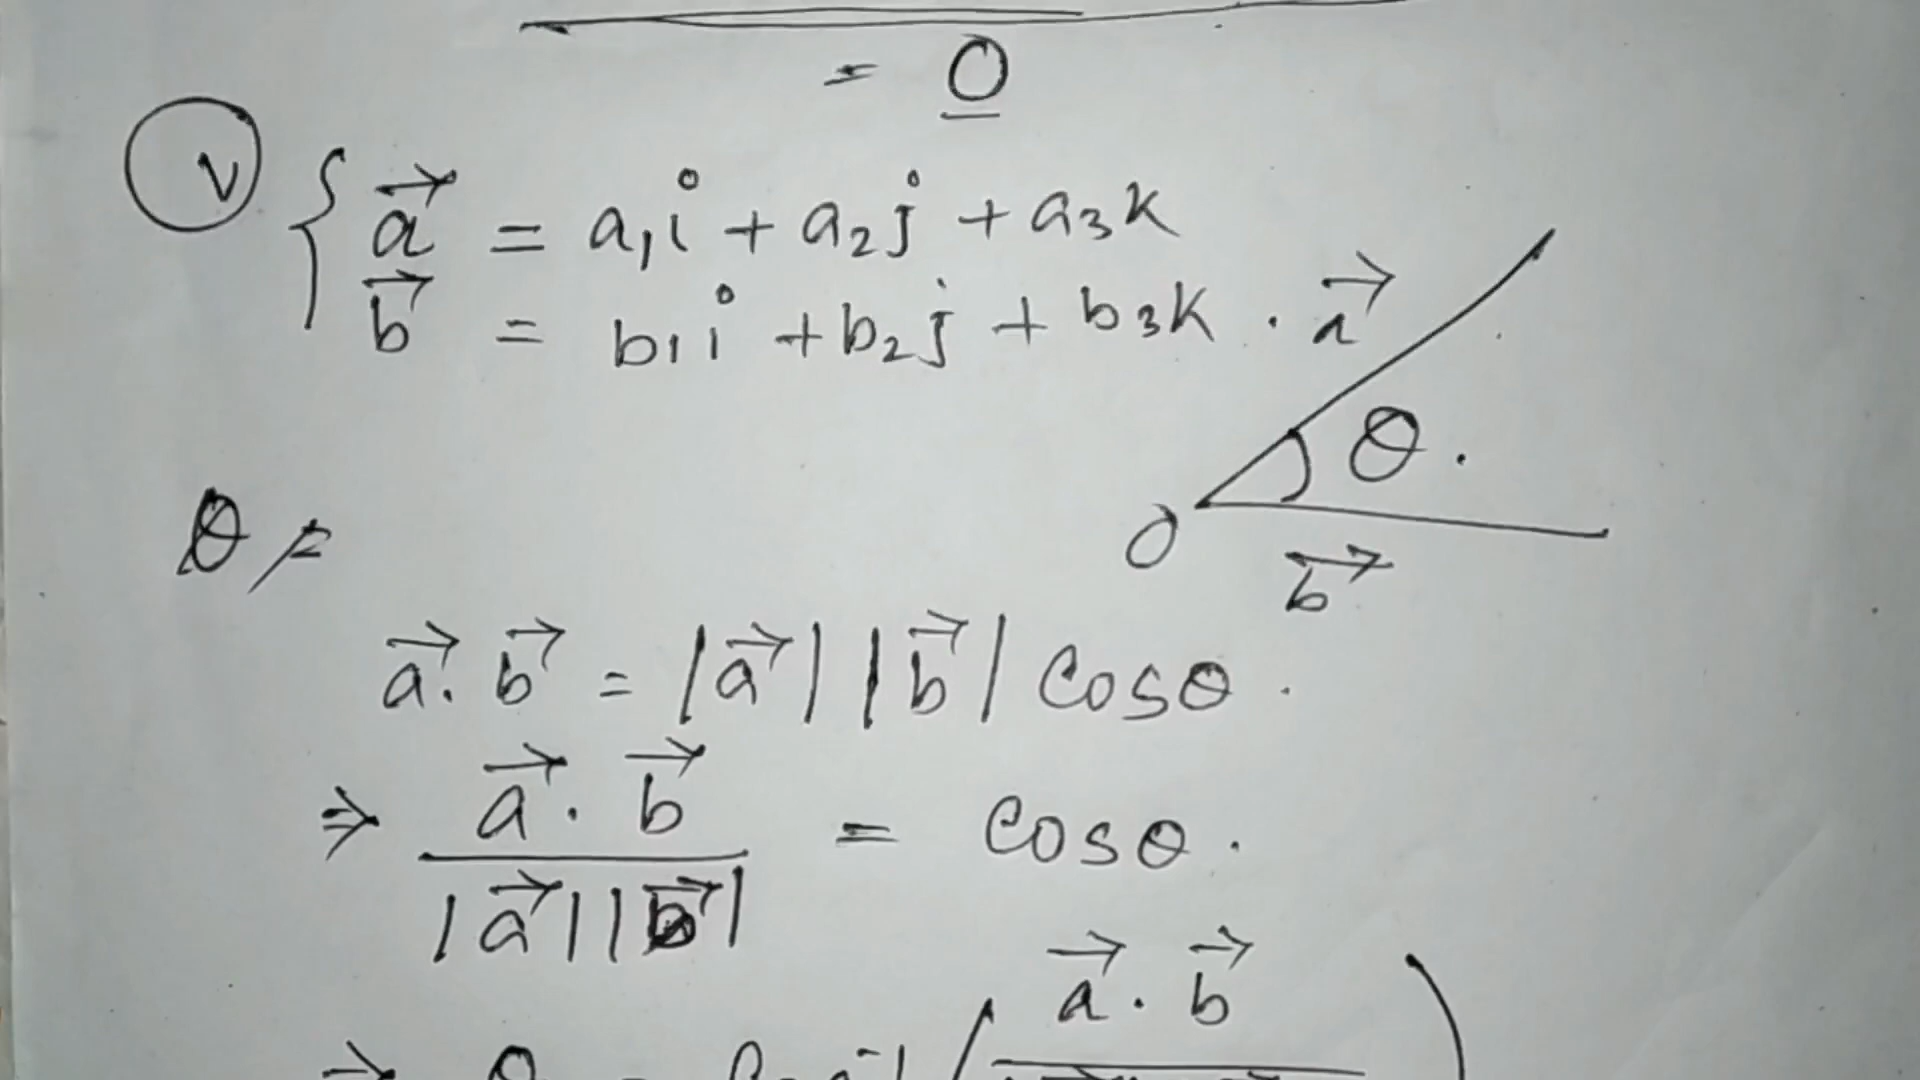 = 0
v
a⃗ = a₁i + a₂j + a₃k
b⃗ = b₁i + b₂j + b₃k .
a⃗
θ .
O
b⃗
θ
a⃗ . b⃗ = |a⃗| |b⃗| cosθ .
⇒ a⃗ . b⃗ / |a⃗||b⃗| = cosθ .
a⃗ . b⃗